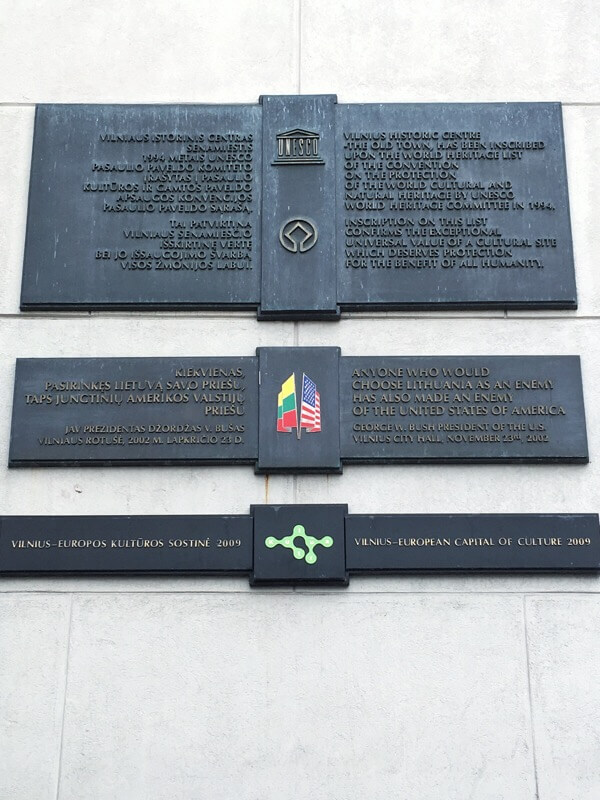 VILNIAUS ISTORINIS CENTRAS
SENAMIESTIS
1994 METAIS UNESCO
PASAULIO PAVELDO KOMITETO
ĮRAŠYTAS Į PASAULIO
KULTŪROS IR GAMTOS PAVELDO
APSAUGOS KONVENCIJOS
PASAULIO PAVELDO SĄRAŠĄ.
TAI PATVIRTINA
VILNIAUS SENAMIESČIO
IŠSKIRTINĘ VERTĘ
BEI JO IŠSAUGOJIMO SVARBĄ
VISOS ŽMONIJOS LABUI.
UNESCO
VILNIUS HISTORIC CENTRE
-THE OLD TOWN, HAS BEEN INSCRIBED
UPON THE WORLD HERITAGE LIST
OF THE CONVENTION
ON THE PROTECTION
OF THE WORLD CULTURAL AND
NATURAL HERITAGE BY UNESCO
WORLD HERITAGE COMMITTEE IN 1994.
INSCRIPTION ON THIS LIST
CONFIRMS THE EXCEPTIONAL
UNIVERSAL VALUE OF A CULTURAL SITE
WHICH DESERVES PROTECTION
FOR THE BENEFIT OF ALL HUMANITY.
KIEKVIENAS,
PASIRINKĘS LIETUVĄ SAVO PRIEŠU,
TAPS JUNGTINIŲ AMERIKOS VALSTIJŲ
PRIEŠU
JAV PREZIDENTAS DŽORDŽAS V. BUŠAS
VILNIAUS ROTUŠĖ 2002 M. LAPKRIČIO 23 D.
ANYONE WHO WOULD
CHOOSE LITHUANIA AS AN ENEMY
HAS ALSO MADE AN ENEMY
OF THE UNITED STATES OF AMERICA
GEORGE W. BUSH PRESIDENT OF THE U.S.
VILNIUS CITY HALL, NOVEMBER 23RD, 2002
VILNIUS–EUROPOS KULTŪROS SOSTINĖ 2009
VILNIUS–EUROPEAN CAPITAL OF CULTURE 2009